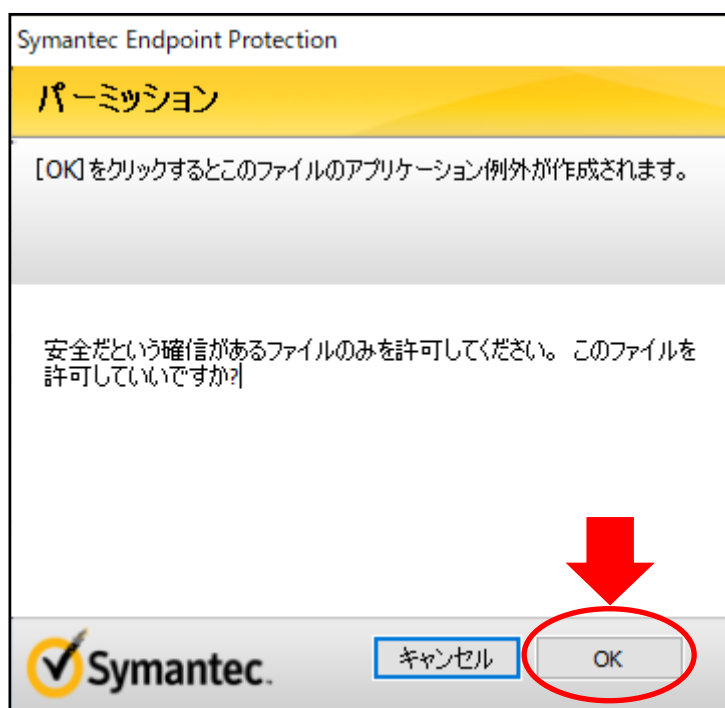 Symantec Endpoint Protection
パーミッション
[OK]をクリックするとこのファイルのアプリケーション例外が作成されます。
安全だという確信があるファイルのみを許可してください。 このファイルを
許可していいですか?
Symantec.
キャンセル
OK